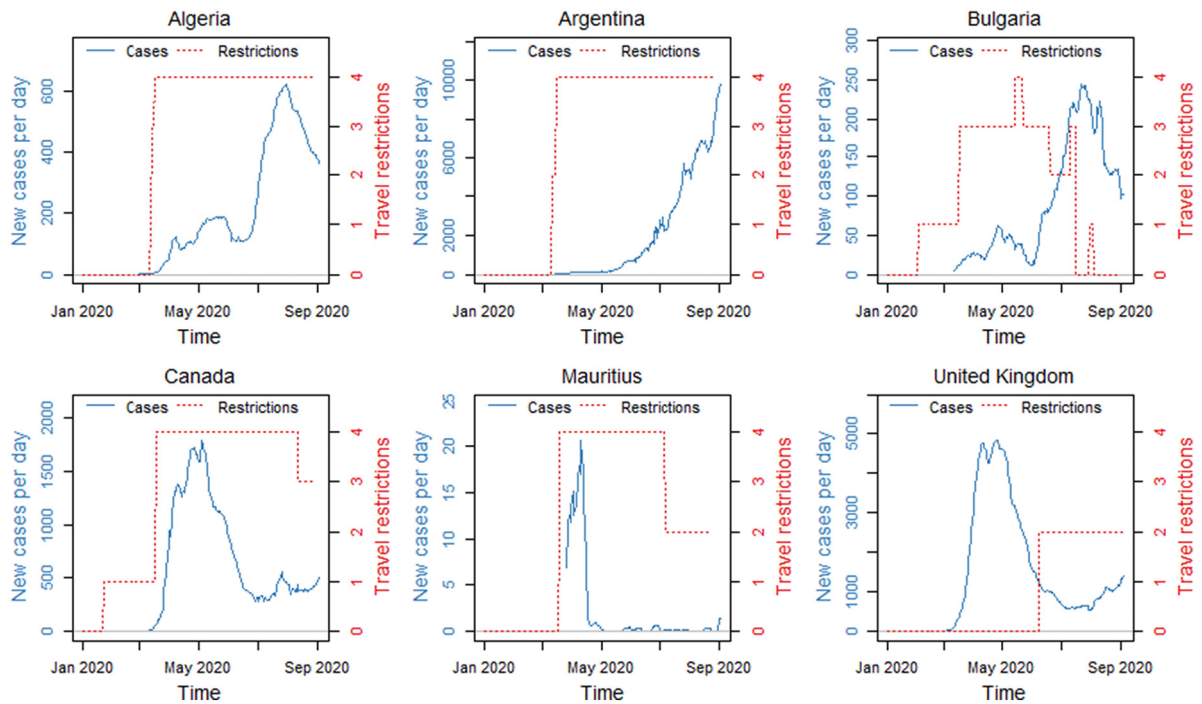 Algeria
Cases Restrictions
New cases per day
0 200 400 600
Travel restrictions
0 1 2 3 4
Jan 2020 May 2020 Sep 2020
Time
Argentina
Cases Restrictions
New cases per day
0 2000 6000 10000
Travel restrictions
0 1 2 3 4
Jan 2020 May 2020 Sep 2020
Time
Bulgaria
Cases Restrictions
New cases per day
0 50 100 150 200 250 300
Travel restrictions
0 1 2 3 4
Jan 2020 May 2020 Sep 2020
Time
Canada
Cases Restrictions
New cases per day
0 500 1000 1500 2000
Travel restrictions
0 1 2 3 4
Jan 2020 May 2020 Sep 2020
Time
Mauritius
Cases Restrictions
New cases per day
0 5 10 15 20 25
Travel restrictions
0 1 2 3 4
Jan 2020 May 2020 Sep 2020
Time
United Kingdom
Cases Restrictions
New cases per day
0 1000 3000 5000
Travel restrictions
0 1 2 3 4
Jan 2020 May 2020 Sep 2020
Time